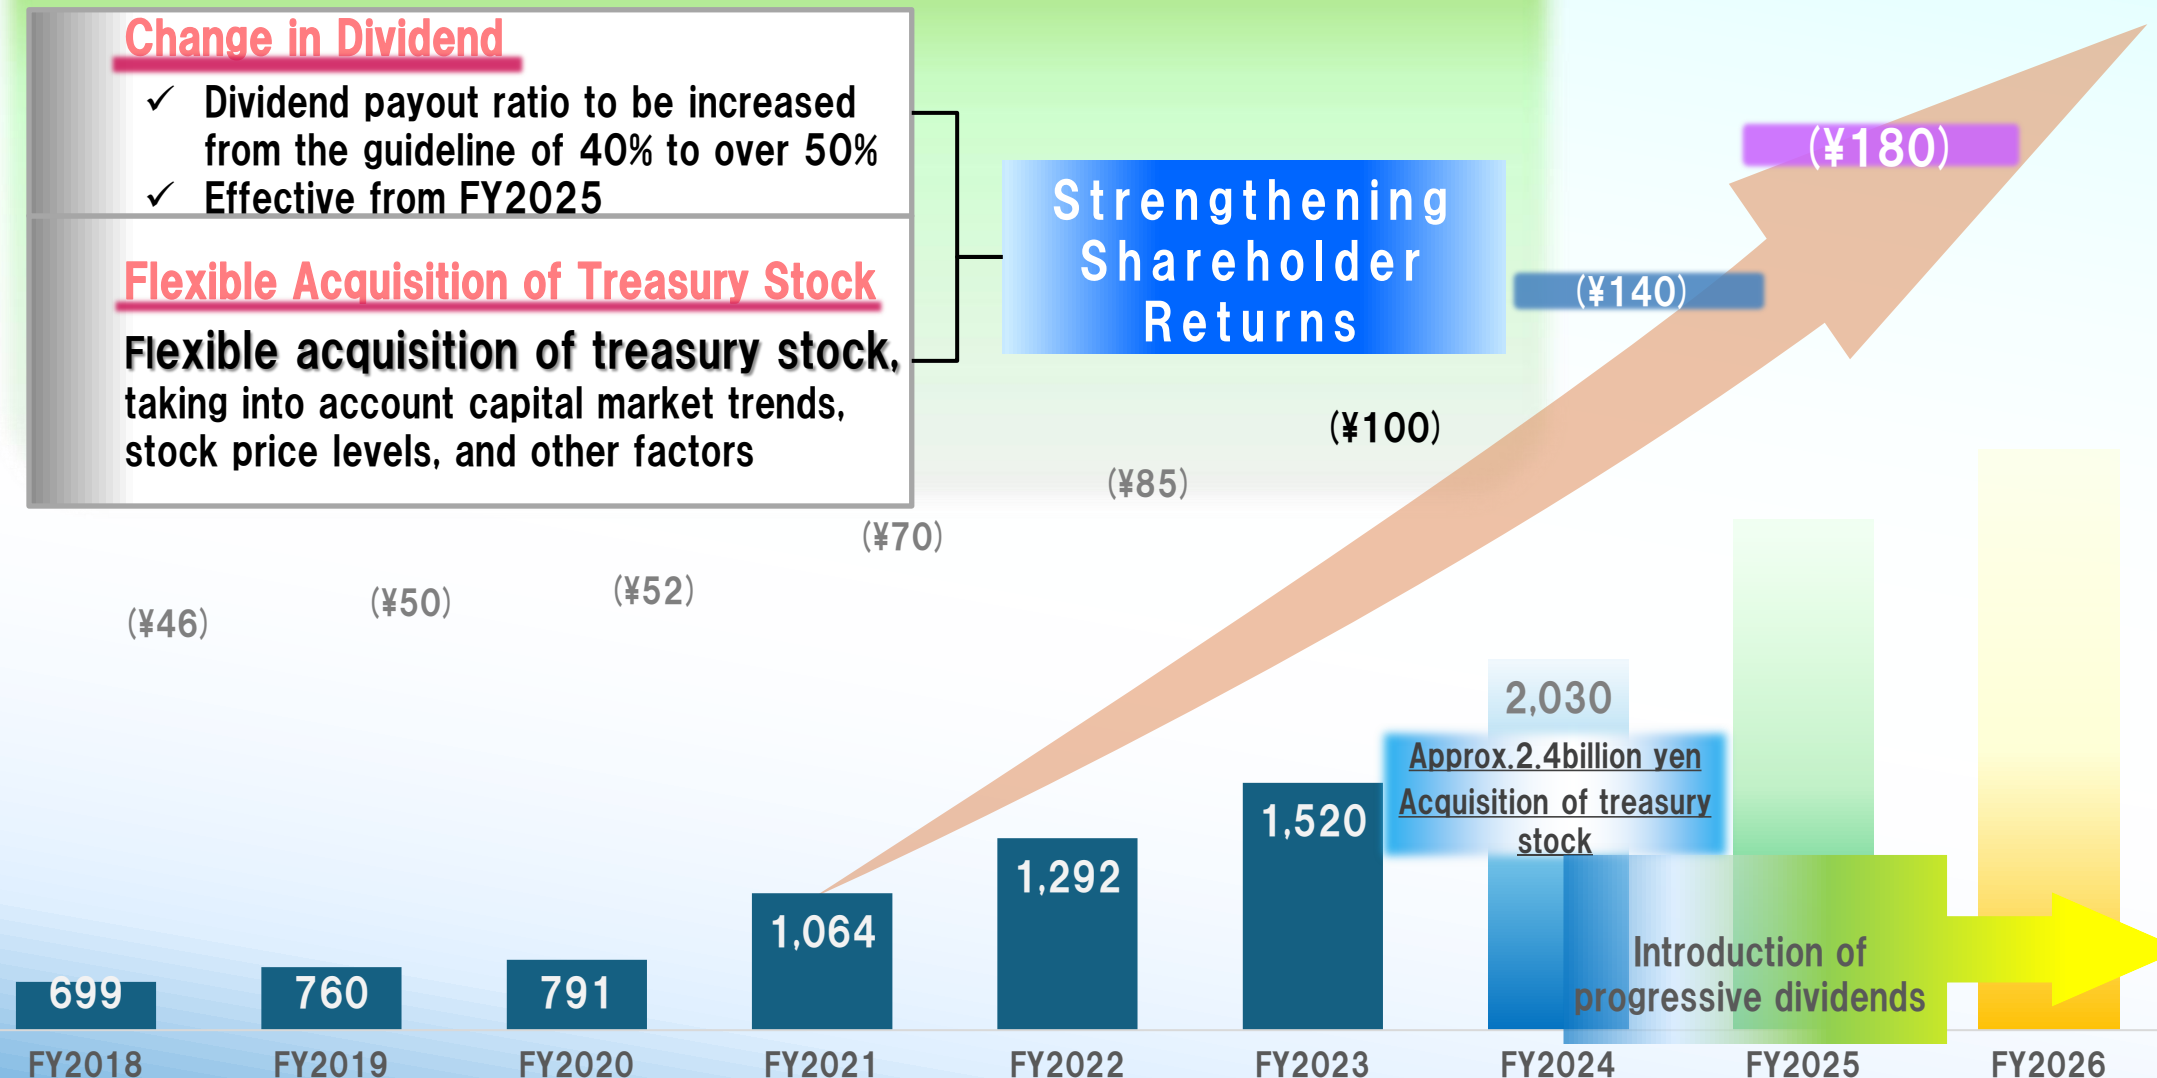 Change in Dividend
✓ Dividend payout ratio to be increased
from the guideline of 40% to over 50%
✓ Effective from FY2025
Flexible Acquisition of Treasury Stock
Flexible acquisition of treasury stock,
taking into account capital market trends,
stock price levels, and other factors
Strengthening
Shareholder
Returns
(¥46)
(¥50)
(¥52)
(¥70)
(¥85)
(¥100)
(¥140)
(¥180)
699
760
791
1,064
1,292
1,520
2,030
Approx.2.4billion yen
Acquisition of treasury
stock
Introduction of
progressive dividends
FY2018
FY2019
FY2020
FY2021
FY2022
FY2023
FY2024
FY2025
FY2026